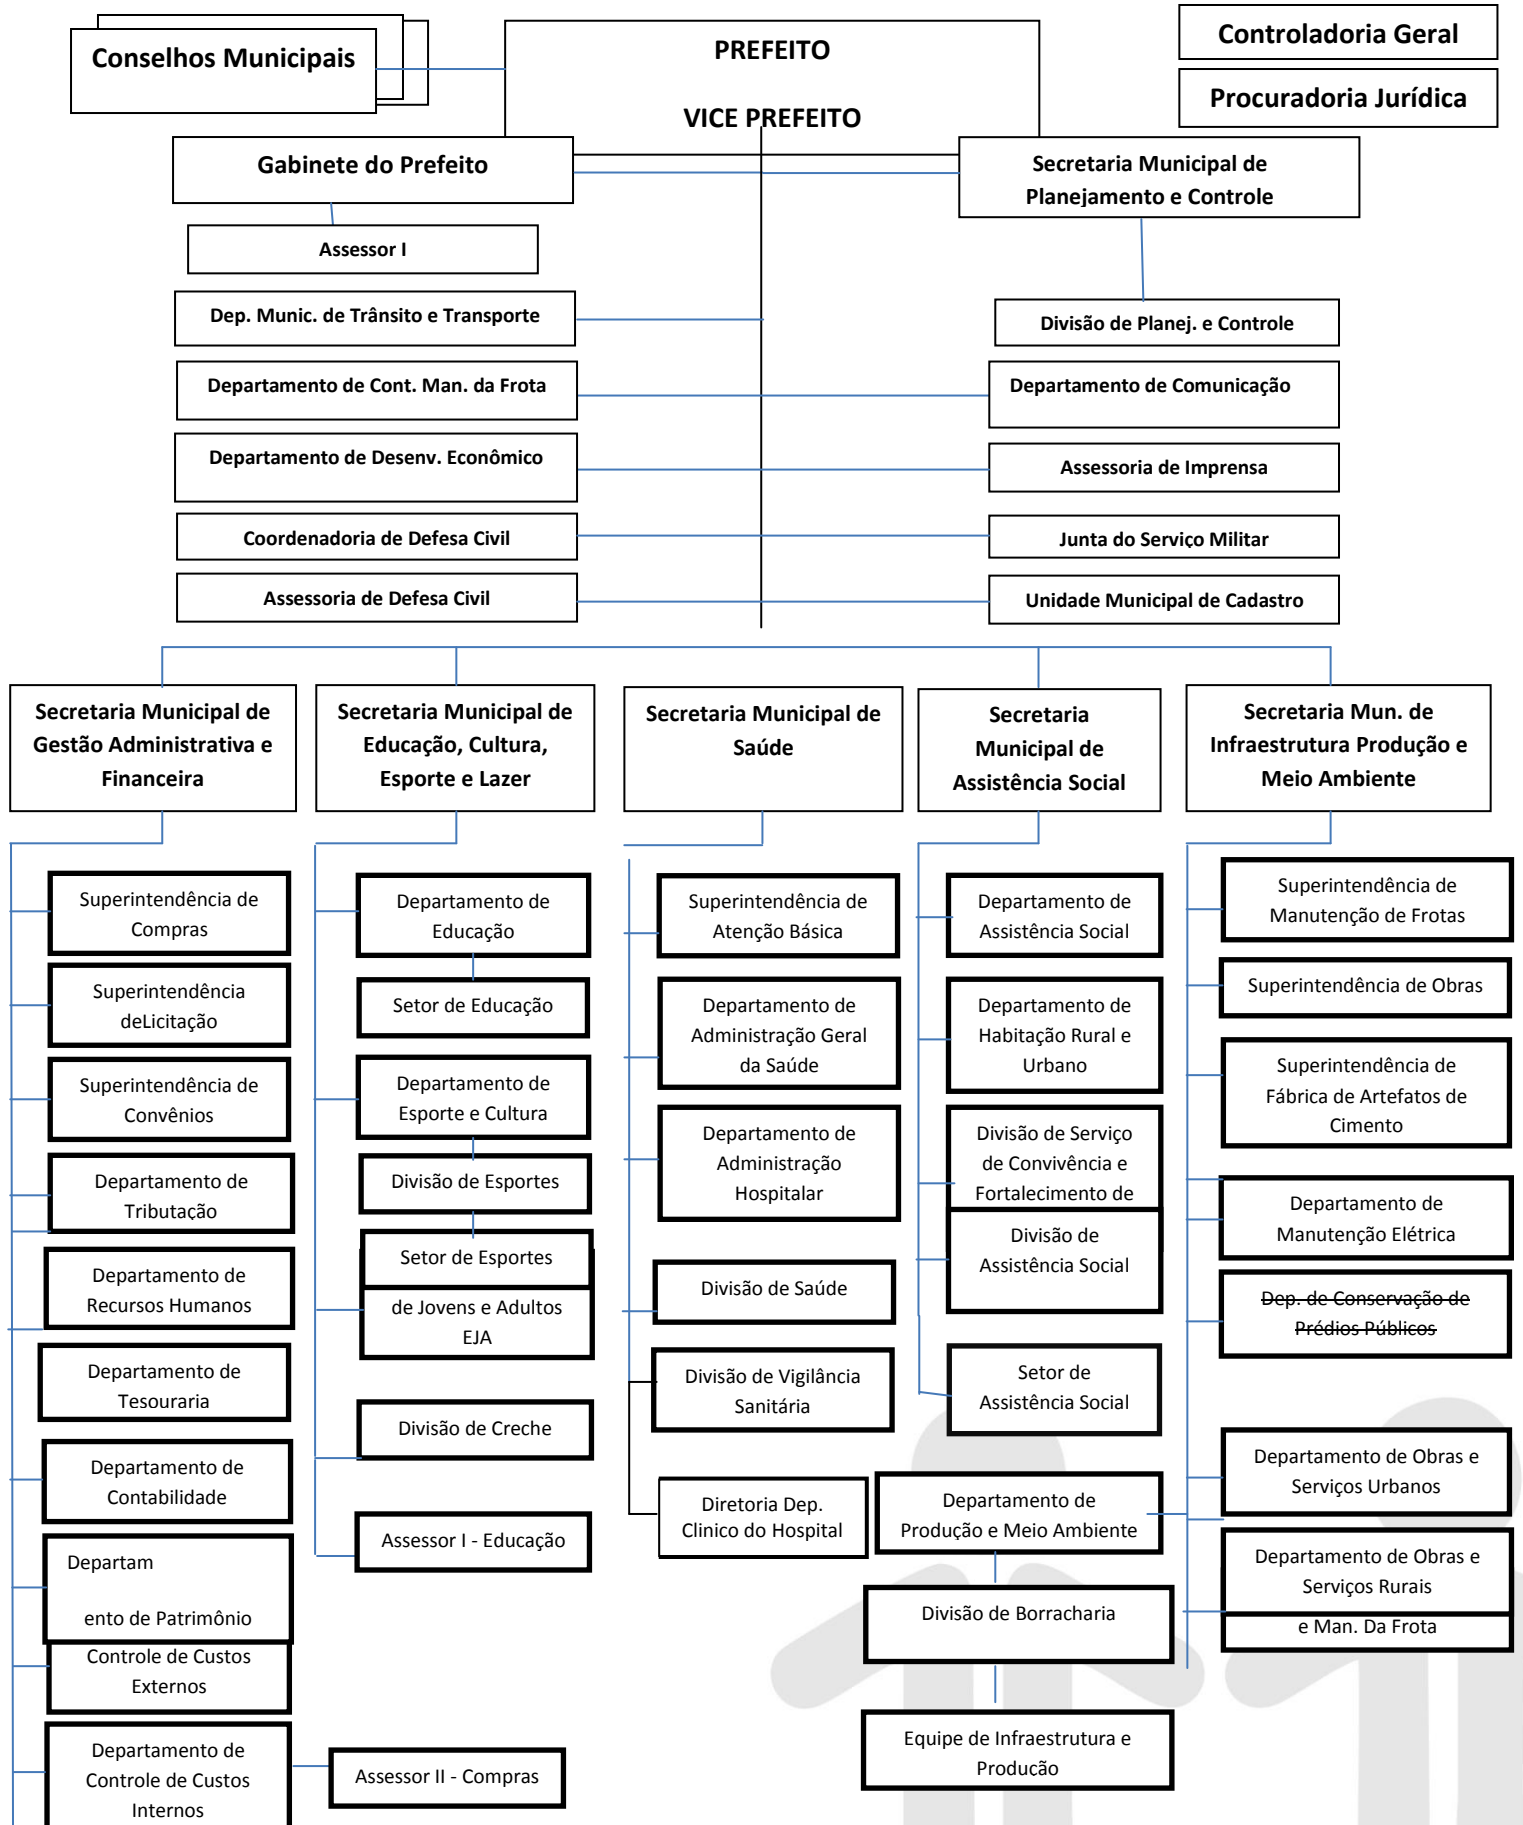 Conselhos Municipais
PREFEITO
VICE PREFEITO
Controladoria Geral
Procuradoria Jurídica
Gabinete do Prefeito
Secretaria Municipal de
Planejamento e Controle
Assessor I
Dep. Munic. de Trânsito e Transporte
Divisão de Planej. e Controle
Departamento de Cont. Man. da Frota
Departamento de Comunicação
Departamento de Desenv. Econômico
Assessoria de Imprensa
Coordenadoria de Defesa Civil
Junta do Serviço Militar
Assessoria de Defesa Civil
Unidade Municipal de Cadastro
Secretaria Municipal de
Gestão Administrativa e
Financeira
Secretaria Municipal de
Educação, Cultura,
Esporte e Lazer
Secretaria Municipal de
Saúde
Secretaria
Municipal de
Assistência Social
Secretaria Mun. de
Infraestrutura Produção e
Meio Ambiente
Superintendência de
Compras
Superintendência
deLicitação
Superintendência de
Convênios
Departamento de
Tributação
Departamento de
Recursos Humanos
Departamento de
Tesouraria
Departamento de
Contabilidade
Departam
ento de Patrimônio
Controle de Custos
Externos
Departamento de
Controle de Custos
Internos
Assessor II - Compras
Departamento de
Educação
Setor de Educação
Departamento de
Esporte e Cultura
Divisão de Esportes
Setor de Esportes
de Jovens e Adultos
EJA
Divisão de Creche
Assessor I - Educação
Superintendência de
Atenção Básica
Departamento de
Administração Geral
da Saúde
Departamento de
Administração
Hospitalar
Divisão de Saúde
Divisão de Vigilância
Sanitária
Diretoria Dep.
Clinico do Hospital
Departamento de
Assistência Social
Departamento de
Habitação Rural e
Urbano
Divisão de Serviço
de Convivência e
Fortalecimento de
Divisão de
Assistência Social
Setor de
Assistência Social
Departamento de
Produção e Meio Ambiente
Divisão de Borracharia
Equipe de Infraestrutura e
Produção
Superintendência de
Manutenção de Frotas
Superintendência de Obras
Superintendência de
Fábrica de Artefatos de
Cimento
Departamento de
Manutenção Elétrica
Dep. de Conservação de
Prédios Públicos
Departamento de Obras e
Serviços Urbanos
Departamento de Obras e
Serviços Rurais
e Man. Da Frota